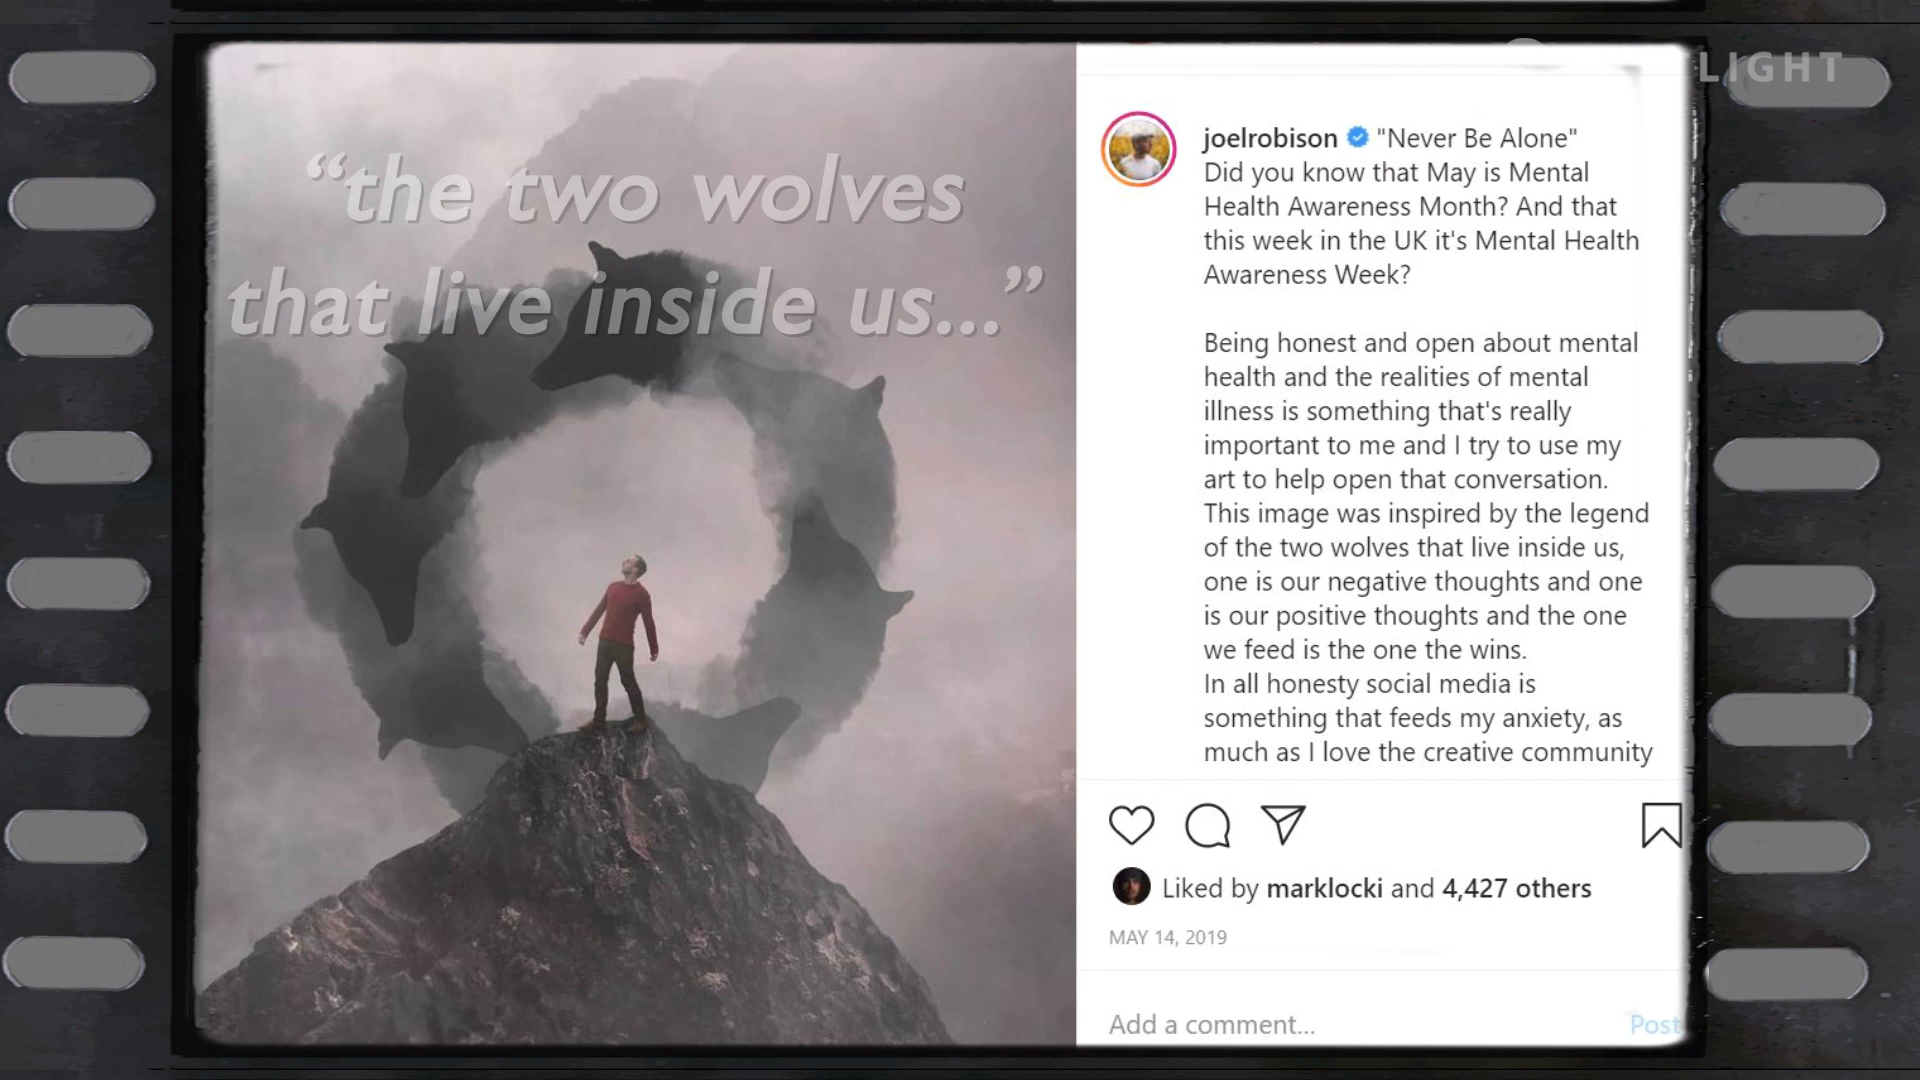 LIGHT
“the two wolves
that live inside us...”
joelrobison "Never Be Alone"
Did you know that May is Mental
Health Awareness Month? And that
this week in the UK it's Mental Health
Awareness Week?
Being honest and open about mental
health and the realities of mental
illness is something that's really
important to me and I try to use my
art to help open that conversation.
This image was inspired by the legend
of the two wolves that live inside us,
one is our negative thoughts and one
is our positive thoughts and the one
we feed is the one the wins.
In all honesty social media is
something that feeds my anxiety, as
much as I love the creative community
Liked by marklocki and 4,427 others
MAY 14, 2019
Add a comment...
Post